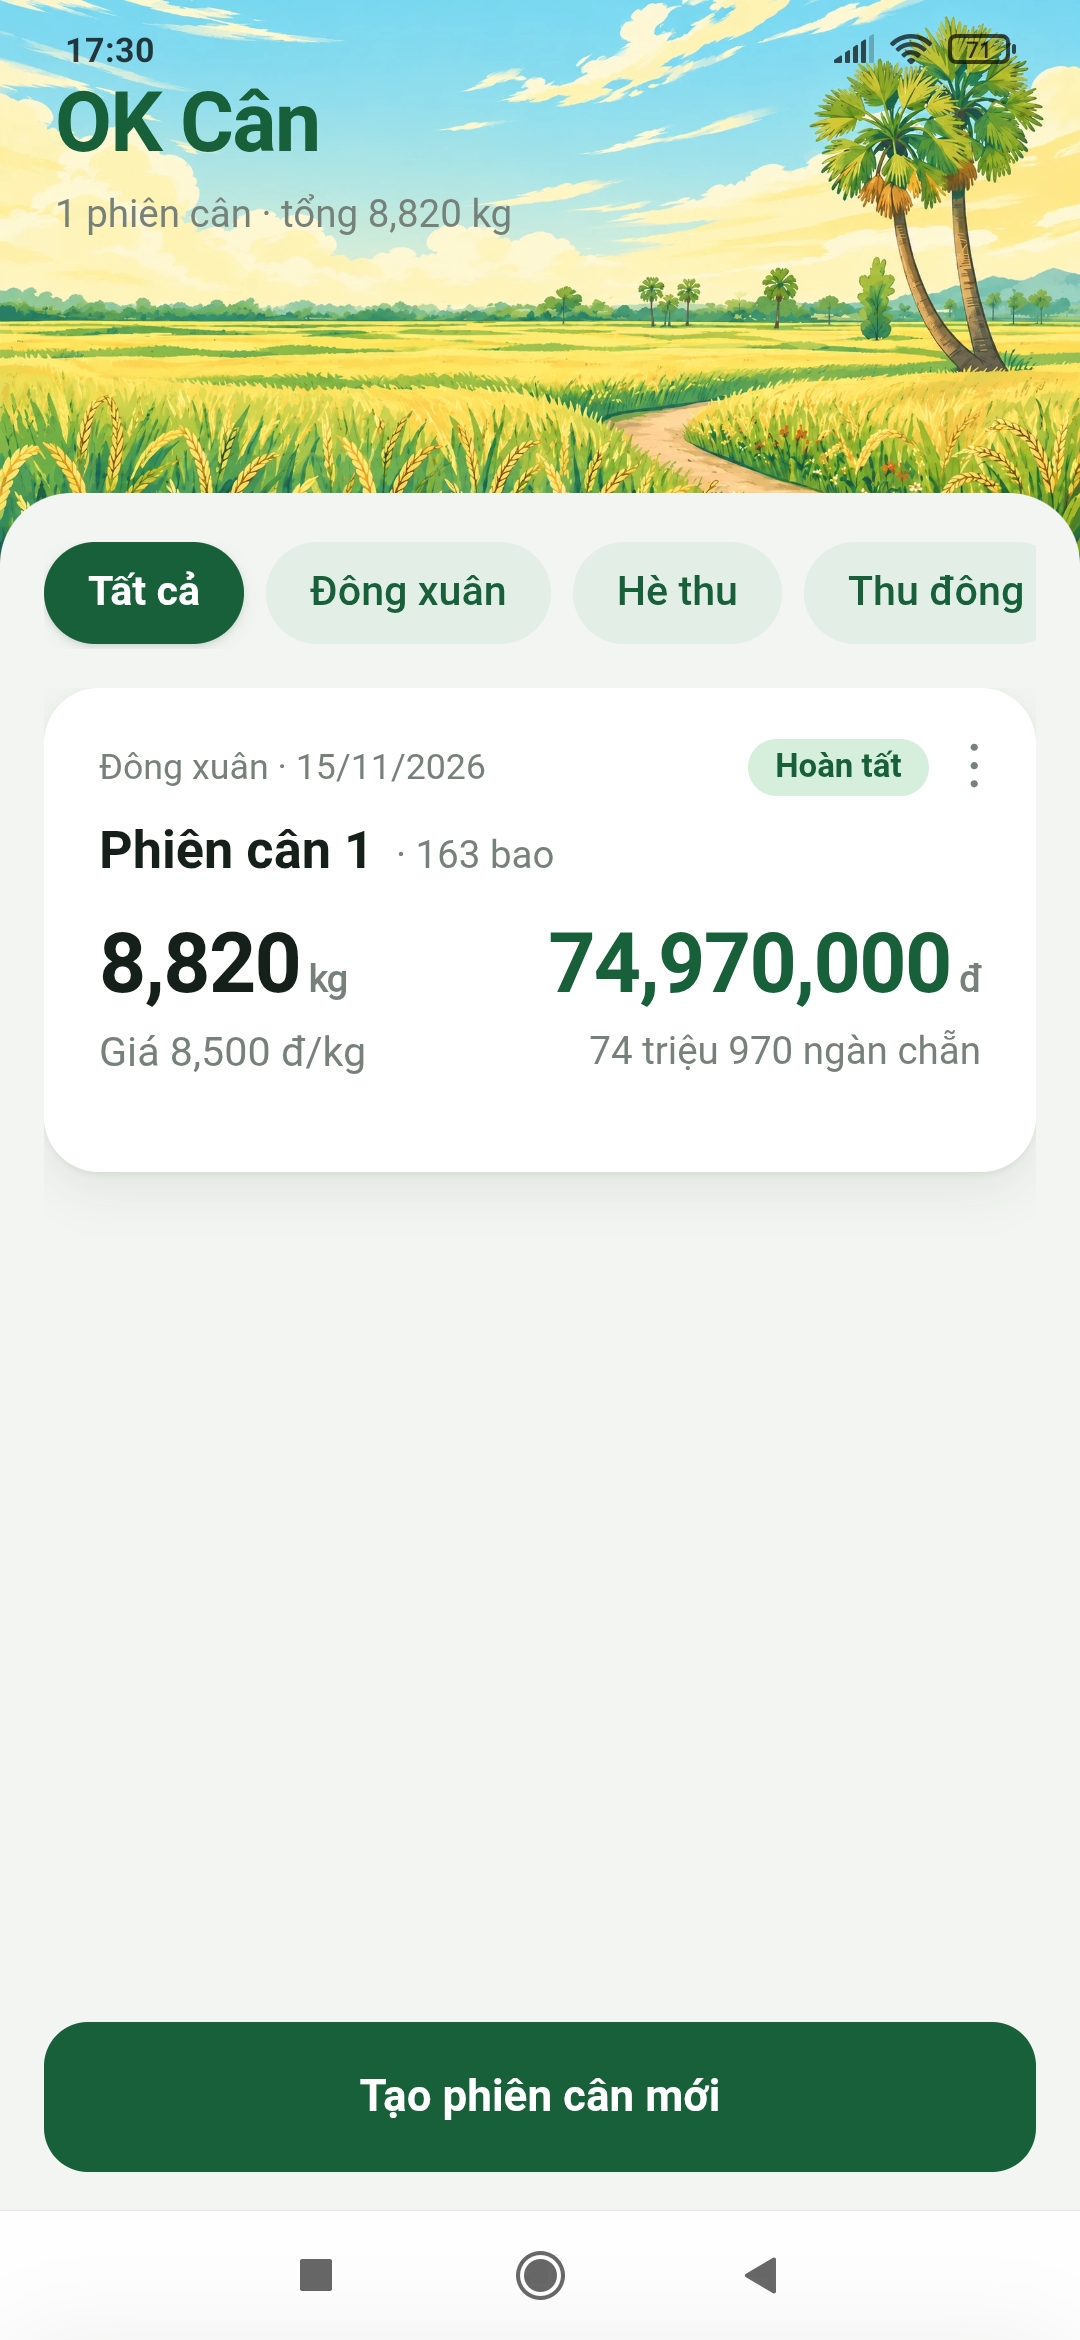 17:30
71
OK Cân
1 phiên cân · tổng 8,820 kg
Tất cả
Đông xuân
Hè thu
Thu đông
Đông xuân · 15/11/2026
Hoàn tất
Phiên cân 1 · 163 bao
8,820 kg
74,970,000 đ
Giá 8,500 đ/kg
74 triệu 970 ngàn chẵn
Tạo phiên cân mới